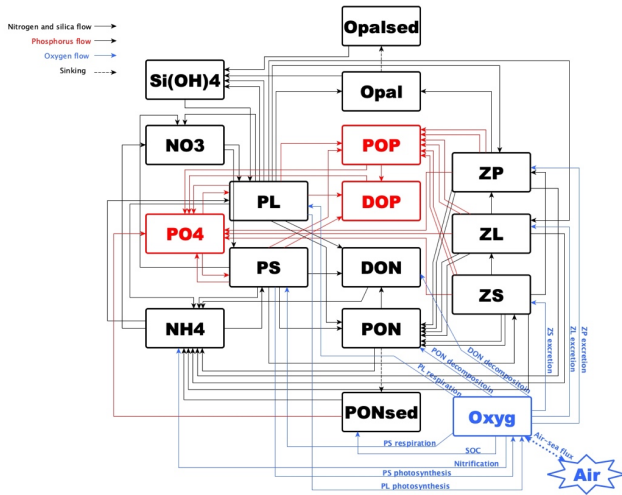 Nitrogen and silica flow
Phosphorus flow
Oxygen flow
Sinking
Opalsed
Si(OH)4
Opal
NO3
POP
ZP
PL
DOP
PO4
ZL
PS
DON
ZS
NH4
PON
PONsed
Oxyg
Air
ZS excretion
ZL excretion
ZP excretion
DON decompositoin
PON decompositoin
PL respiration
PS respiration
SOC
Nitrification
PS photosynthesis
PL photosynthesis
Air-sea flux